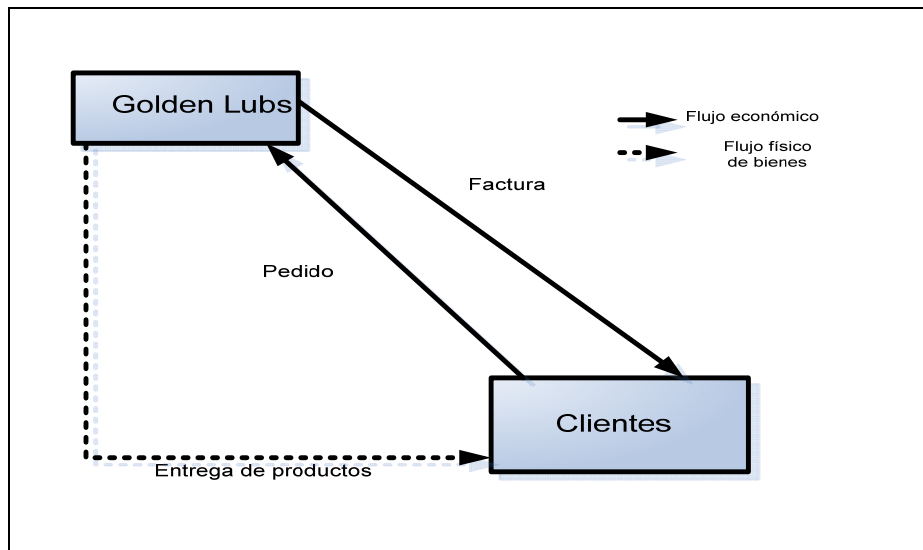 Golden Lubs
Flujo económico
Flujo físico
de bienes
Factura
Pedido
Clientes
Entrega de productos